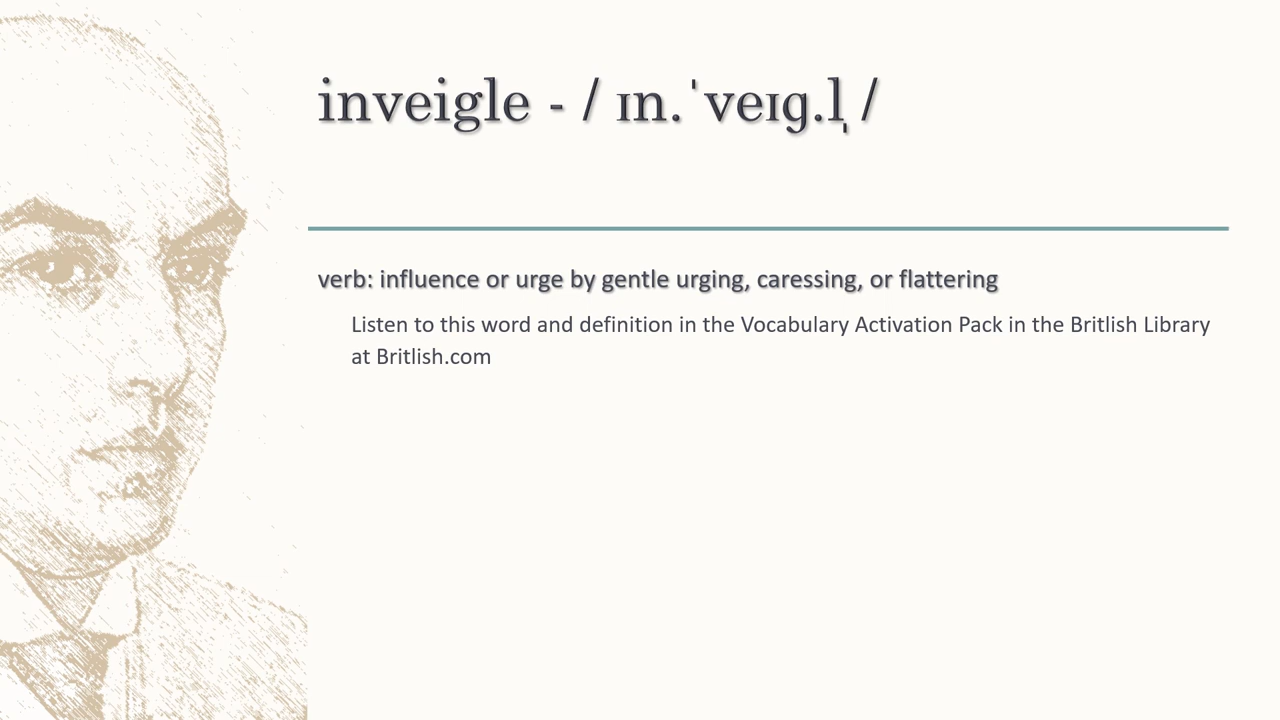 inveigle - / ɪn.ˈveɪɡ.l̩ /
verb: influence or urge by gentle urging, caressing, or flattering
Listen to this word and definition in the Vocabulary Activation Pack in the Britlish Library
at Britlish.com